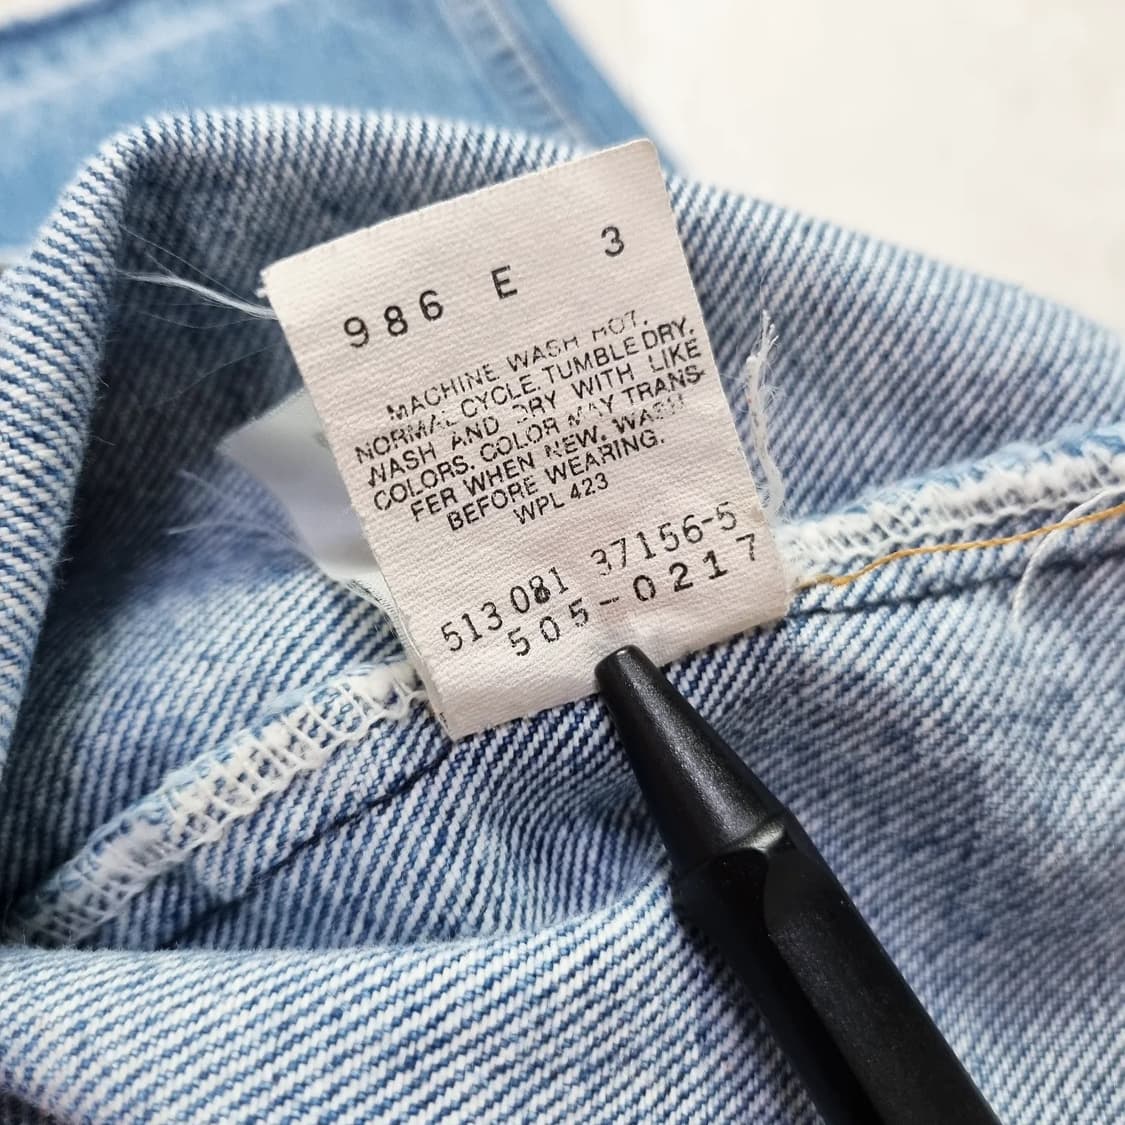 986 E 3
MACHINE WASH HOT.
NORMAL CYCLE. TUMBLE DRY.
WASH AND DRY WITH LIKE
COLORS. COLOR MAY TRANS-
FER WHEN NEW. WASH
BEFORE WEARING.
WPL 423
513 081 37156-5
505-0217